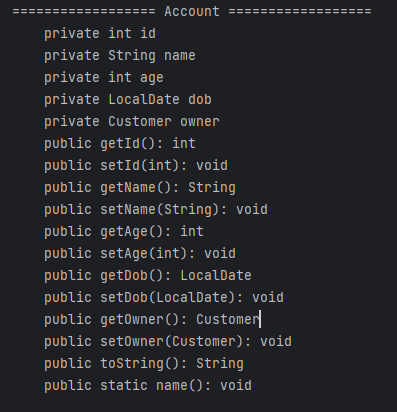 ================== Account ==================
private int id
private String name
private int age
private LocalDate dob
private Customer owner
public getId(): int
public setId(int): void
public getName(): String
public setName(String): void
public getAge(): int
public setAge(int): void
public getDob(): LocalDate
public setDob(LocalDate): void
public getOwner(): Customer
public setOwner(Customer): void
public toString(): String
public static name(): void